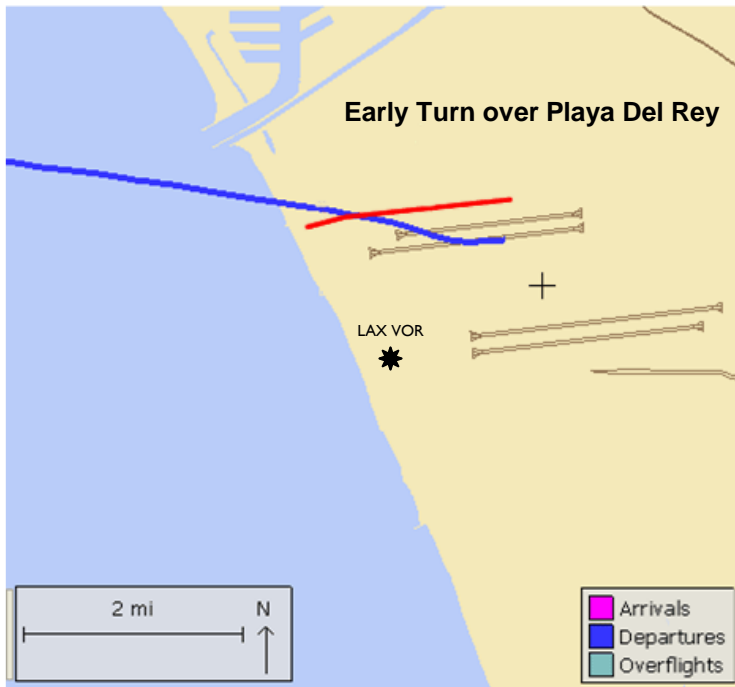 Early Turn over Playa Del Rey
LAX VOR
2 mi
N
Arrivals
Departures
Overflights